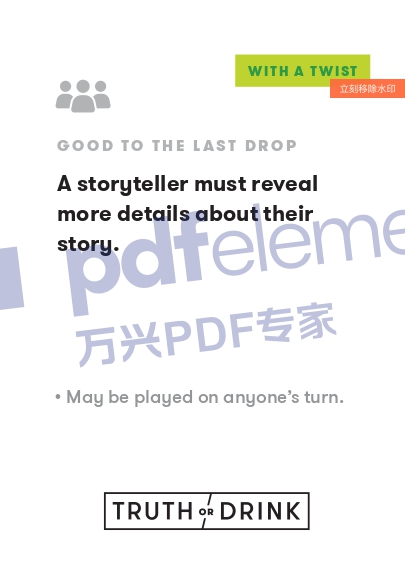 WITH A TWIST
立刻移除水印
GOOD TO THE LAST DROP
A storyteller must reveal
more details about their
story.
pdfeleme
万兴PDF专家
• May be played on anyone's turn.
TRUTH OR DRINK